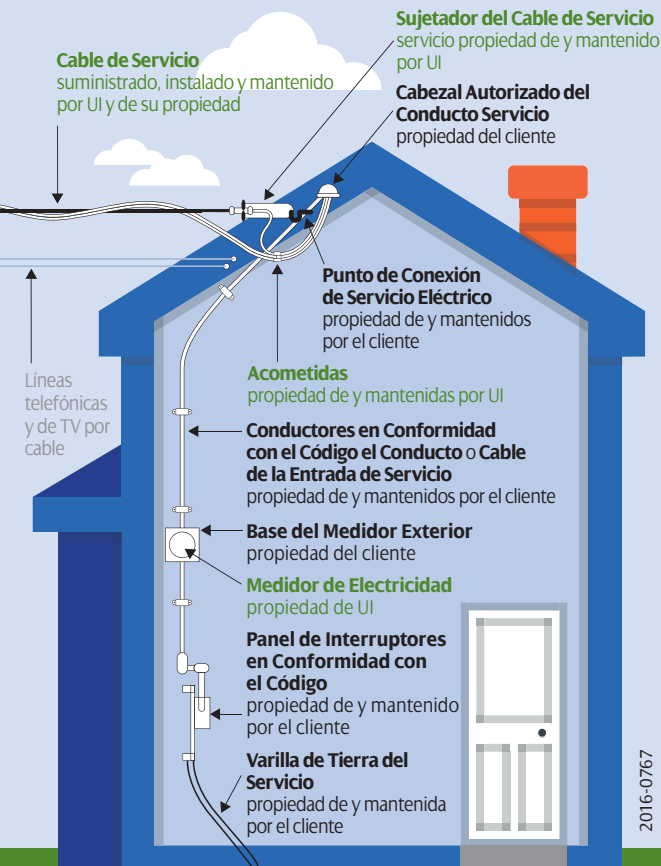 Sujetador del Cable de Servicio
servicio propiedad de y mantenido
por UI
Cable de Servicio
suministrado, instalado y mantenido
por UI y de su propiedad
Cabezal Autorizado del
Conducto Servicio
propiedad del cliente
Punto de Conexión
de Servicio Eléctrico
propiedad de y mantenidos
por el cliente
Líneas
telefónicas
y de TV por
cable
Acometidas
propiedad de y mantenidas por UI
Conductores en Conformidad
con el Código el Conducto o Cable
de la Entrada de Servicio
propiedad de y mantenidos por el cliente
Base del Medidor Exterior
propiedad del cliente
Medidor de Electricidad
propiedad de UI
Panel de Interruptores
en Conformidad con
el Código
propiedad de y mantenido
por el cliente
Varilla de Tierra del
Servicio
propiedad de y mantenida
por el cliente
2016-0767